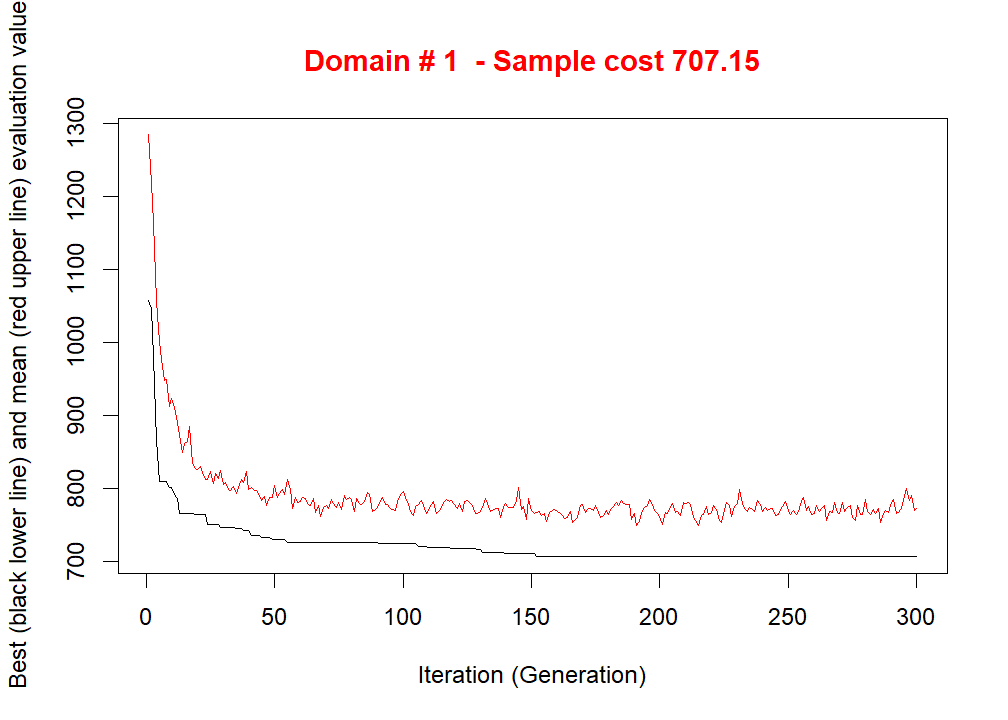 Domain # 1 - Sample cost 707.15
Best (black lower line) and mean (red upper line) evaluation value
1300
1200
1100
1000
900
800
700
0 50 100 150 200 250 300
Iteration (Generation)